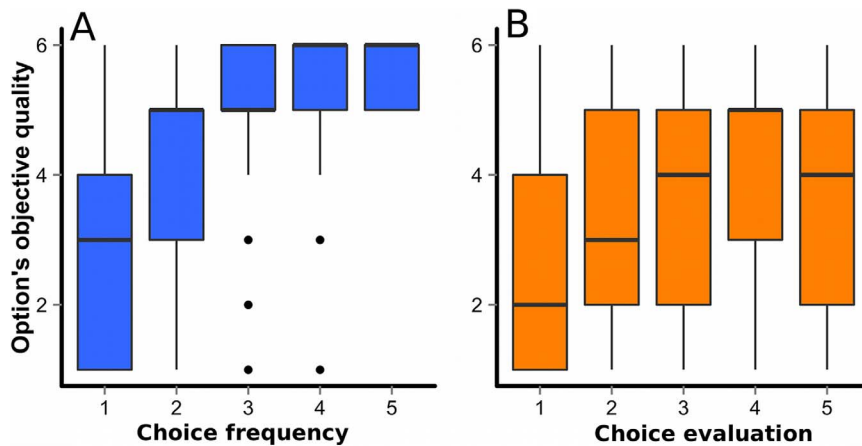 A
B
Option's objective quality
6
4
2
1 2 3 4 5
Choice frequency
6
4
2
1 2 3 4 5
Choice evaluation